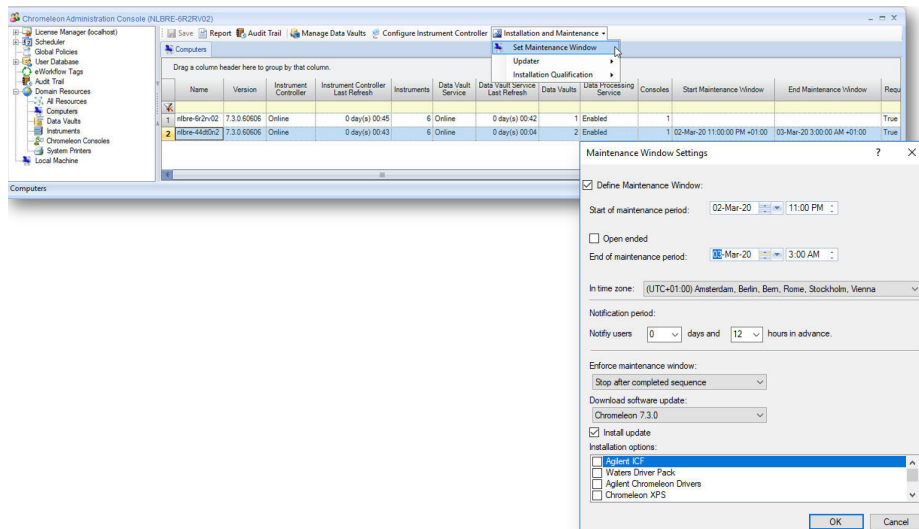 Chromeleon Administration Console (NLBRE-6R2RV02)
License Manager (localhost)
Scheduler
Global Policies
User Database
eWorkflow Tags
Audit Trail
Domain Resources
All Resources
Computers
Data Vaults
Instruments
Chromeleon Consoles
System Printers
Local Machine
Save Report Audit Trail Manage Data Vaults Configure Instrument Controller Installation and Maintenance
Set Maintenance Window
Updater
Installation Qualification
Computers
Drag a column header here to group by that column.
Name Version Instrument Controller Instrument Controller Last Refresh Instruments Data Vault Service Data Vault Service Last Refresh Data Vaults Data Processing Service Consoles Start Maintenance Window End Maintenance Window Requ
1 nlbre-6r2rv02 7.3.0.60606 Online 0 day(s) 00:45 6 Online 0 day(s) 00:42 1 Enabled 1 True
2 nlbre-44dt0n2 7.3.0.60606 Online 0 day(s) 00:43 6 Online 0 day(s) 00:04 2 Enabled 1 02-Mar-20 11:00:00 PM +01:00 03-Mar-20 3:00:00 AM +01:00 True
Computers
Maintenance Window Settings ? X
Define Maintenance Window:
Start of maintenance period: 02-Mar-20 11:00 PM
Open ended
End of maintenance period: 03-Mar-20 3:00 AM
In time zone: (UTC+01:00) Amsterdam, Berlin, Bern, Rome, Stockholm, Vienna
Notification period:
Notifiy users 0 days and 12 hours in advance.
Enforce maintenance window:
Stop after completed sequence
Download software update:
Chromeleon 7.3.0
Install update
Installation options:
Agilent ICF
Waters Driver Pack
Agilent Chromeleon Drivers
Chromeleon XPS
OK Cancel